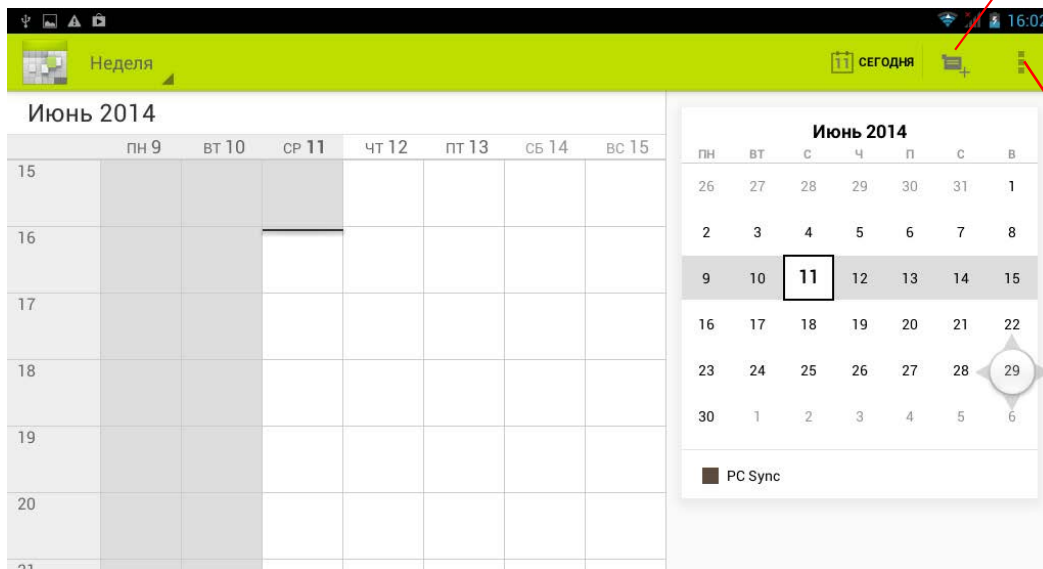 16:02
Неделя
11 СЕГОДНЯ
Июнь 2014
ПН 9 ВТ 10 СР 11 ЧТ 12 ПТ 13 СБ 14 ВС 15
15
16
17
18
19
20
21
Июнь 2014
ПН ВТ С Ч П С В
26 27 28 29 30 31 1
2 3 4 5 6 7 8
9 10 11 12 13 14 15
16 17 18 19 20 21 22
23 24 25 26 27 28 29
30 1 2 3 4 5 6
PC Sync